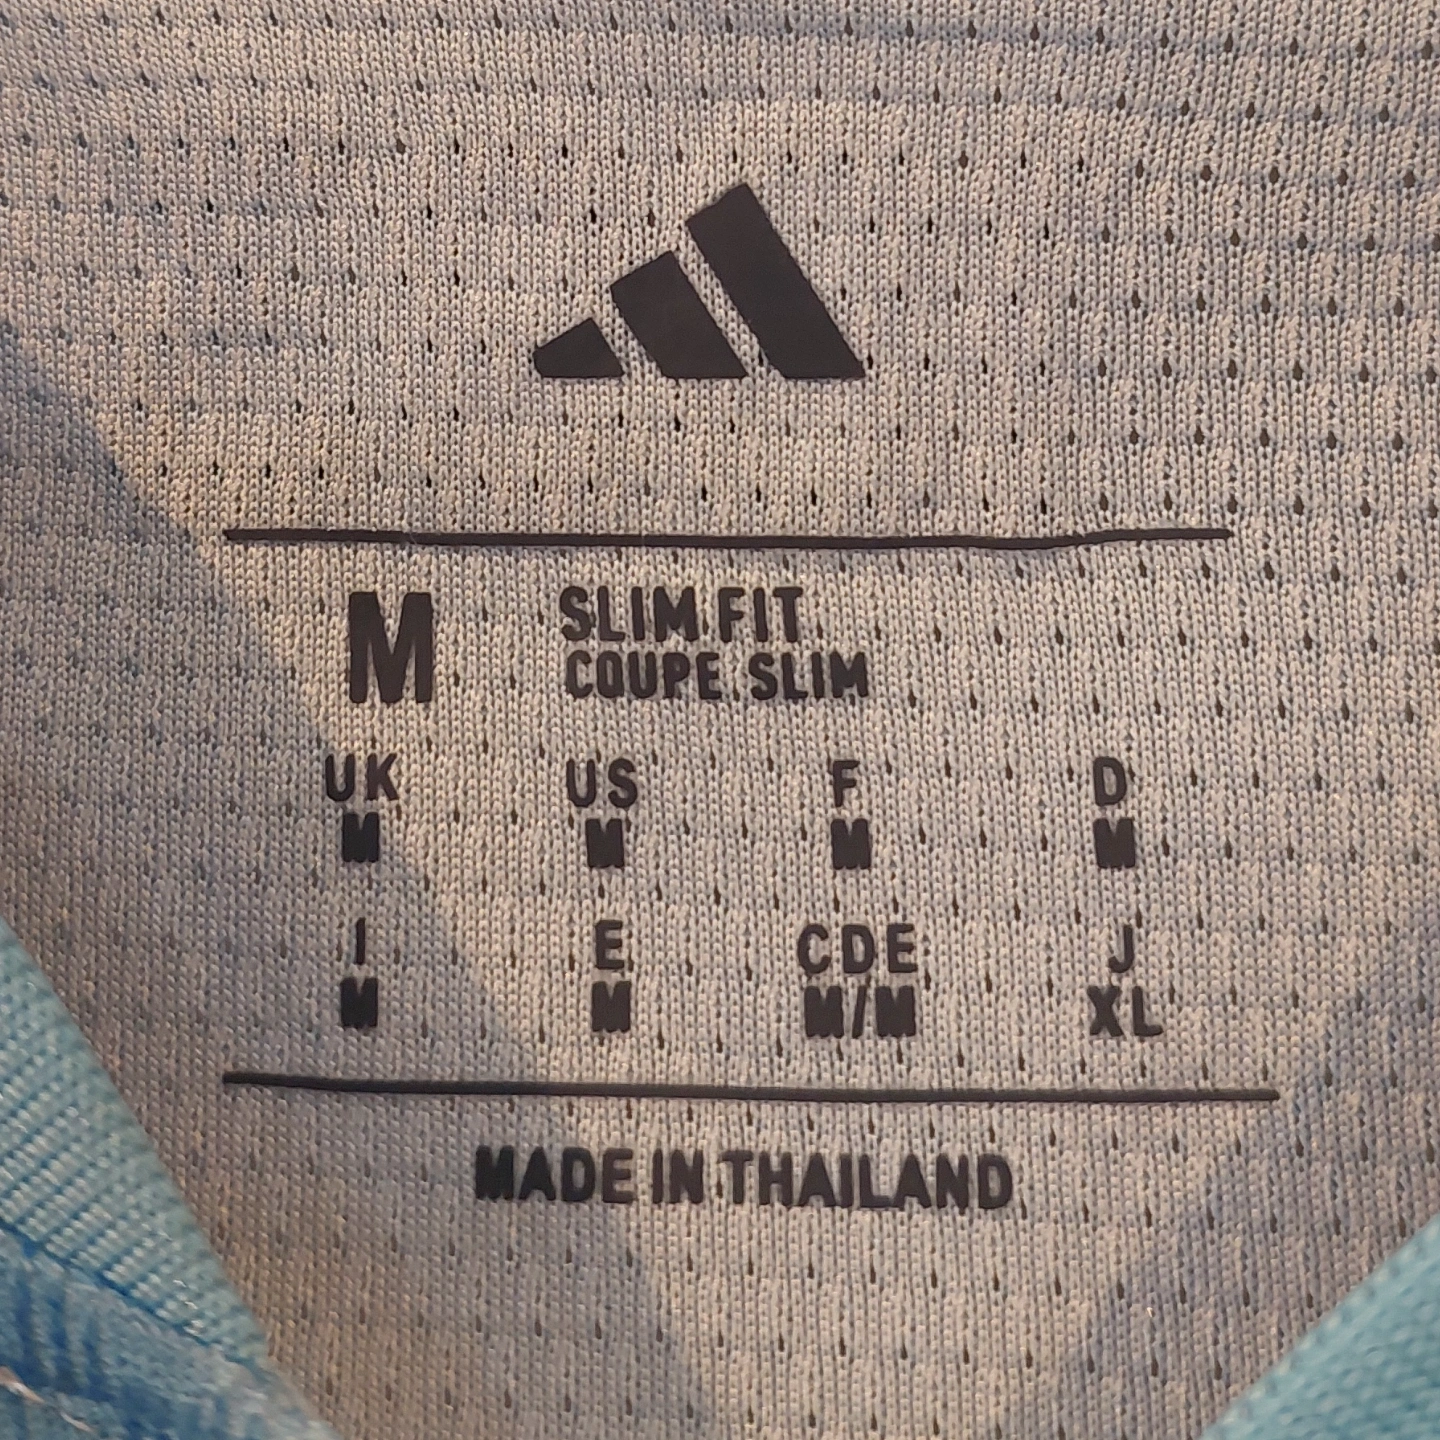 M SLIM FIT
COUPE SLIM
UK US F D
M M M M
I E CDE J
M M M/M XL
MADE IN THAILAND